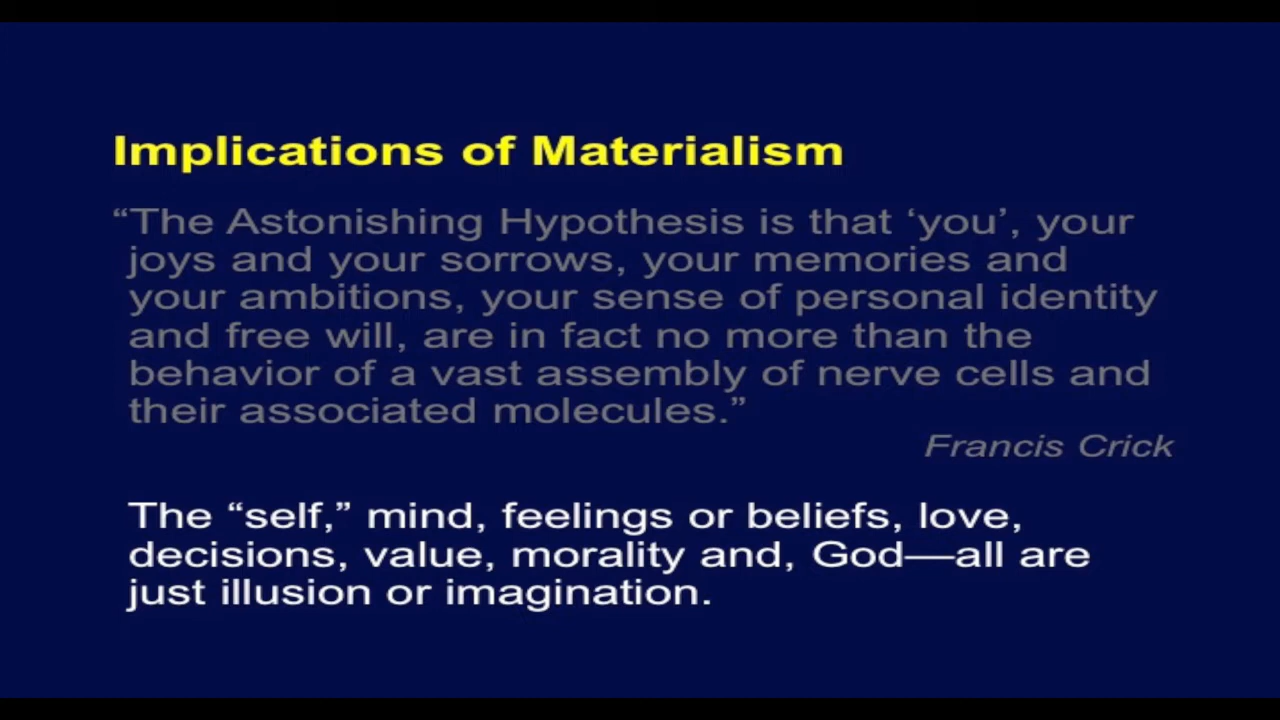 Implications of Materialism
“The Astonishing Hypothesis is that ‘you’, your
joys and your sorrows, your memories and
your ambitions, your sense of personal identity
and free will, are in fact no more than the
behavior of a vast assembly of nerve cells and
their associated molecules.”
Francis Crick
The “self,” mind, feelings or beliefs, love,
decisions, value, morality and, God—all are
just illusion or imagination.